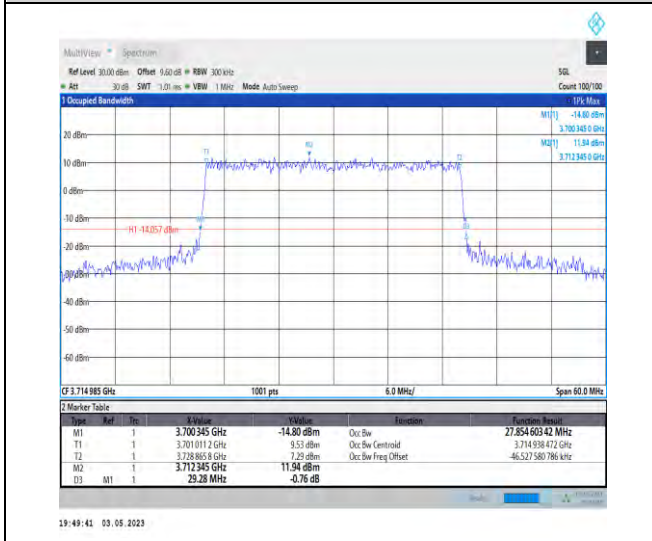 MultiView Spectrum
Ref Level 30.00 dBm Offset 9.60 dB RBW 300 kHz SGL
Att 30 dB SWT 1.01 ms VBW 1 MHz Mode Auto Sweep Count 100/100
1 Occupied Bandwidth 1Pk Max
M1[1] -14.80 dBm
3.700 345 0 GHz
M2[1] 11.94 dBm
3.712 345 0 GHz
20 dBm
M2
T1
T2
10 dBm
0 dBm
-10 dBm
H1 -14.057 dBm
-20 dBm
-30 dBm
-40 dBm
-50 dBm
-60 dBm
CF 3.714 985 GHz 1001 pts 6.0 MHz/ Span 60.0 MHz
2 Marker Table
Type Ref Trc X-Value Y-Value Function Function Result
M1 1 3.700 345 GHz -14.80 dBm Occ Bw 27.854 603 42 MHz
T1 1 3.701 011 2 GHz 9.53 dBm Occ Bw Centroid 3.714 938 472 GHz
T2 1 3.728 865 8 GHz 7.29 dBm Occ Bw Freq Offset -46.527 580 786 kHz
M2 1 3.712 345 GHz 11.94 dBm
D3 M1 1 29.28 MHz -0.76 dB
19:49:41 03.05.2023